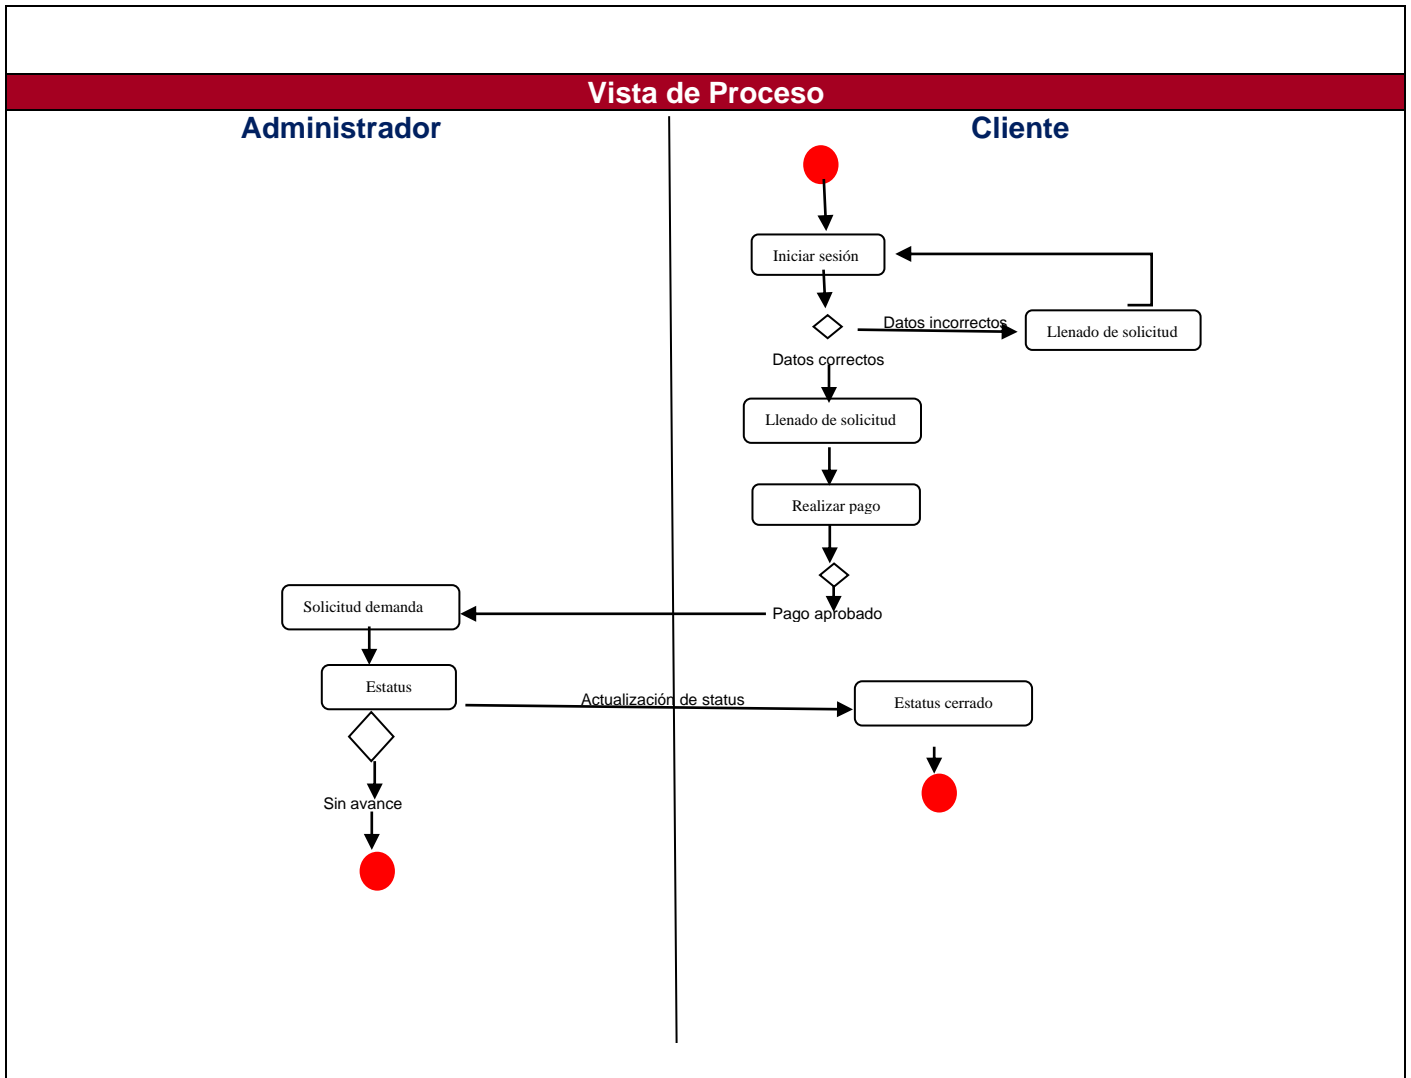 Vista de Proceso
Administrador
Cliente
Iniciar sesión
Datos incorrectos
Llenado de solicitud
Datos correctos
Llenado de solicitud
Realizar pago
Solicitud demanda
Pago aprobado
Estatus
Actualización de status
Estatus cerrado
Sin avance